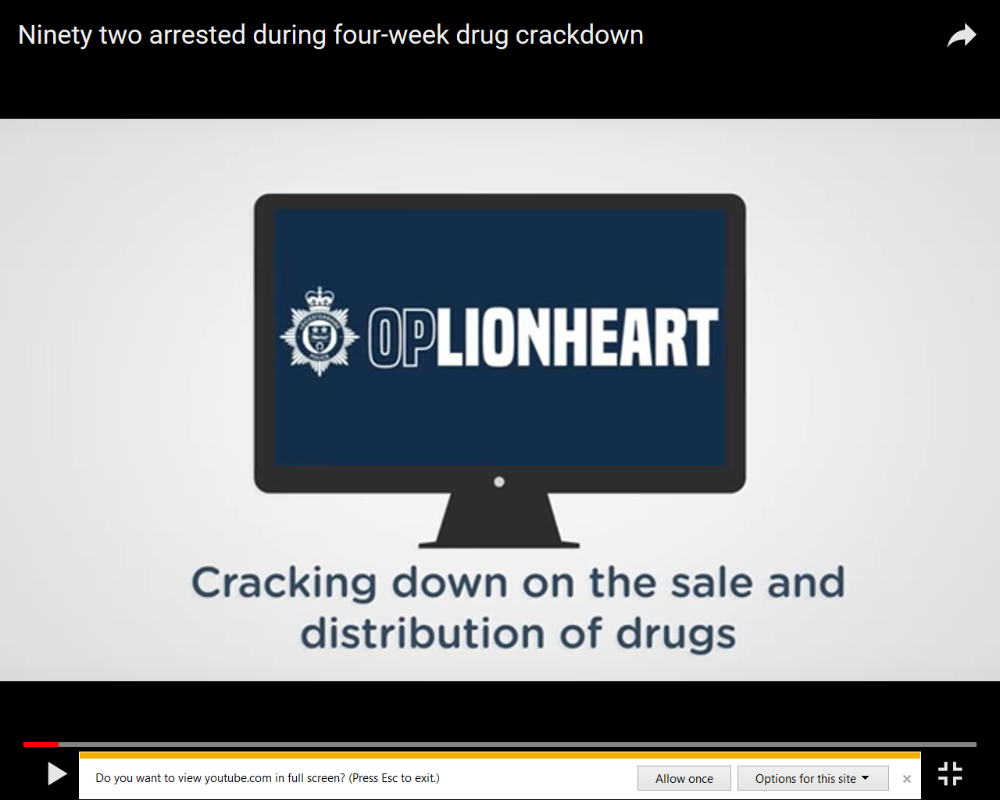 Ninety two arrested during four-week drug crackdown
LEICESTERSHIRE
POLICE
OPLIONHEART
Cracking down on the sale and
distribution of drugs
Do you want to view youtube.com in full screen? (Press Esc to exit.)
Allow once
Options for this site